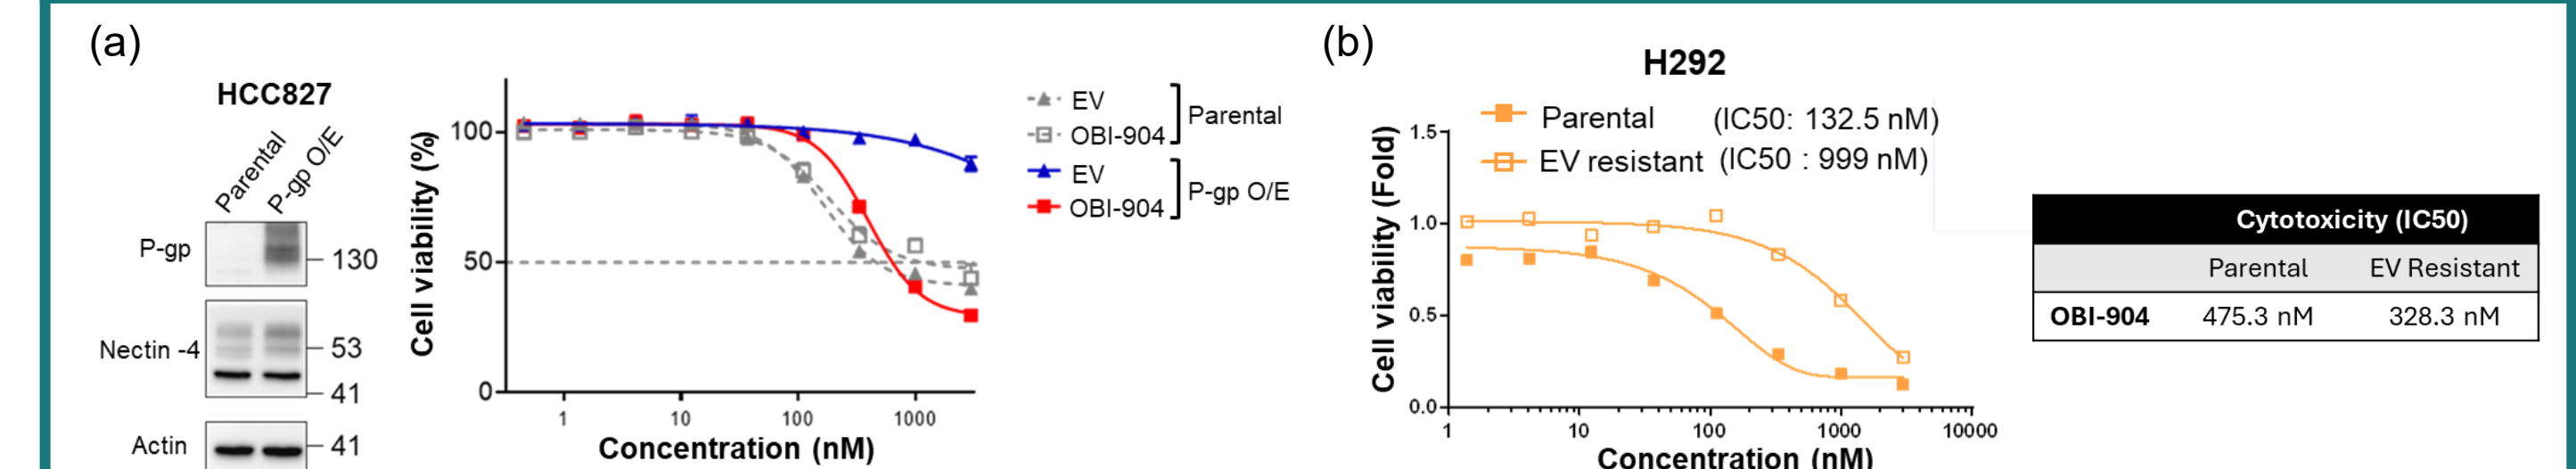 (a)
HCC827
Parental
P-gp O/E
P-gp
130
Nectin -4
53
41
Actin
41
Cell viability (%)
100
50
0
1
10
100
1000
Concentration (nM)
EV
OBI-904
Parental
EV
OBI-904
P-gp O/E
(b)
H292
Parental (IC50: 132.5 nM)
EV resistant (IC50 : 999 nM)
Cell viability (Fold)
1.5
1.0
0.5
0.0
1
10
100
1000
10000
Concentration (nM)
Cytotoxicity (IC50)
Parental EV Resistant
OBI-904 475.3 nM 328.3 nM